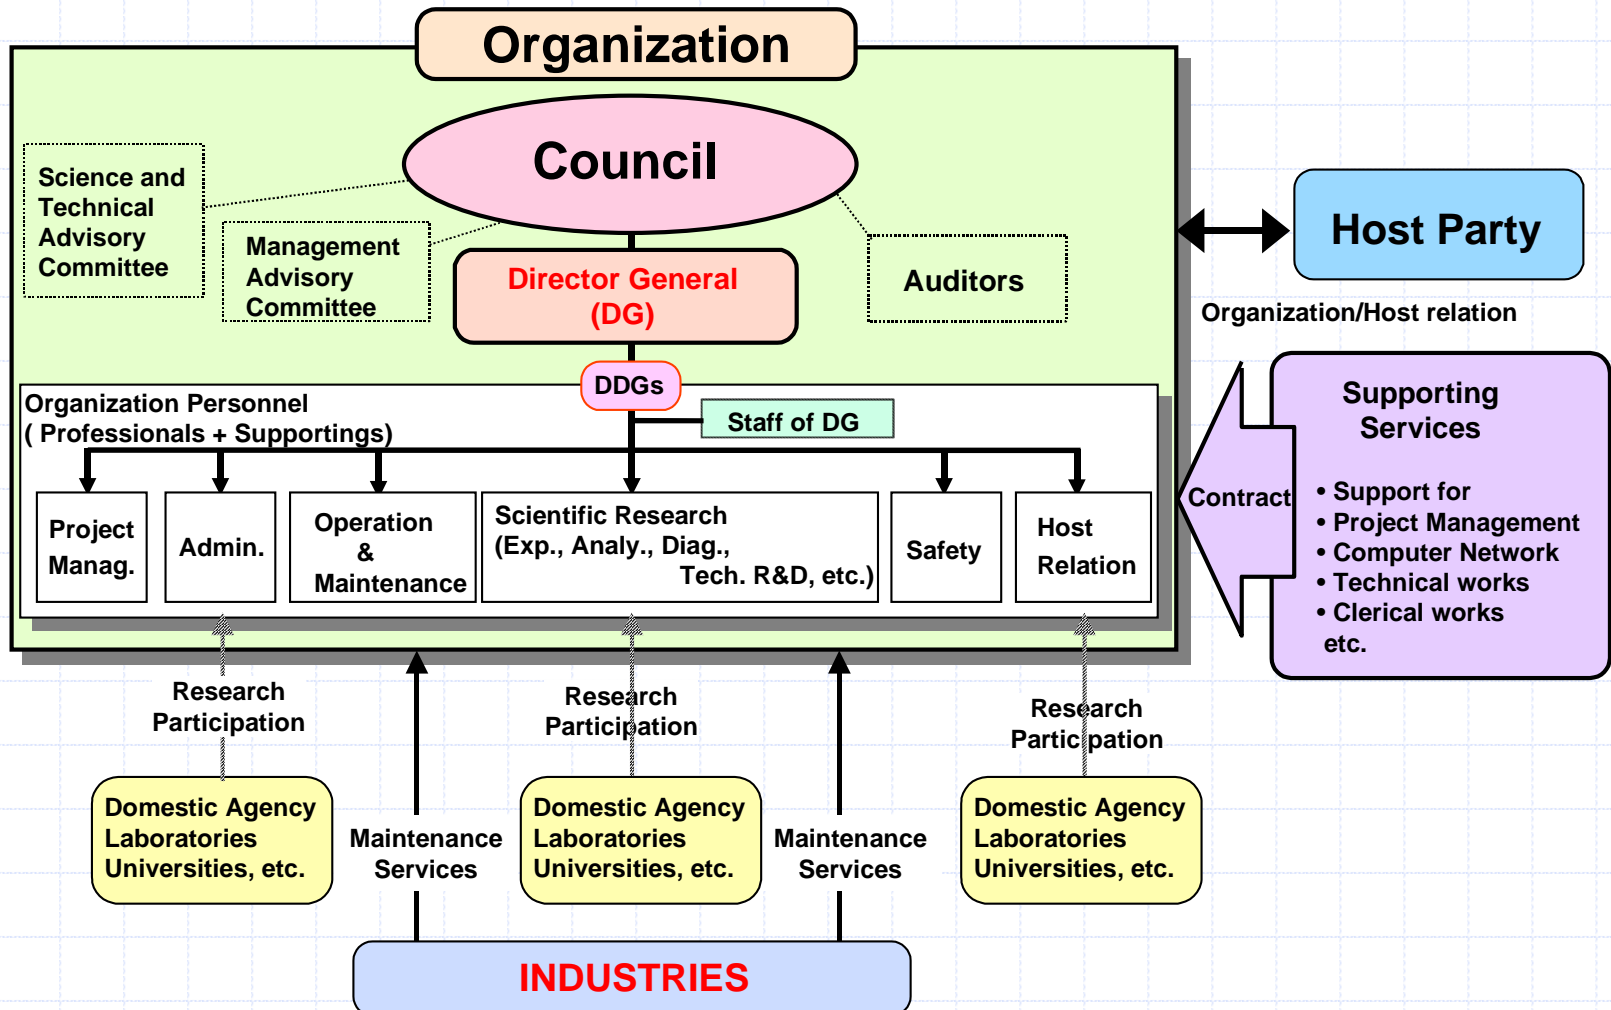 Organization
Council
Science and
Technical
Advisory
Committee
Management
Advisory
Committee
Director General
(DG)
Auditors
Host Party
Organization/Host relation
DDGs
Staff of DG
Organization Personnel
( Professionals + Supportings)
Project
Manag.
Admin.
Operation
&
Maintenance
Scientific Research
(Exp., Analy., Diag.,
Tech. R&D, etc.)
Safety
Host
Relation
Contract
Supporting
Services
• Support for
• Project Management
• Computer Network
• Technical works
• Clerical works
etc.
Research
Participation
Research
Participation
Research
Participation
Domestic Agency
Laboratories
Universities, etc.
Maintenance
Services
Domestic Agency
Laboratories
Universities, etc.
Maintenance
Services
Domestic Agency
Laboratories
Universities, etc.
INDUSTRIES